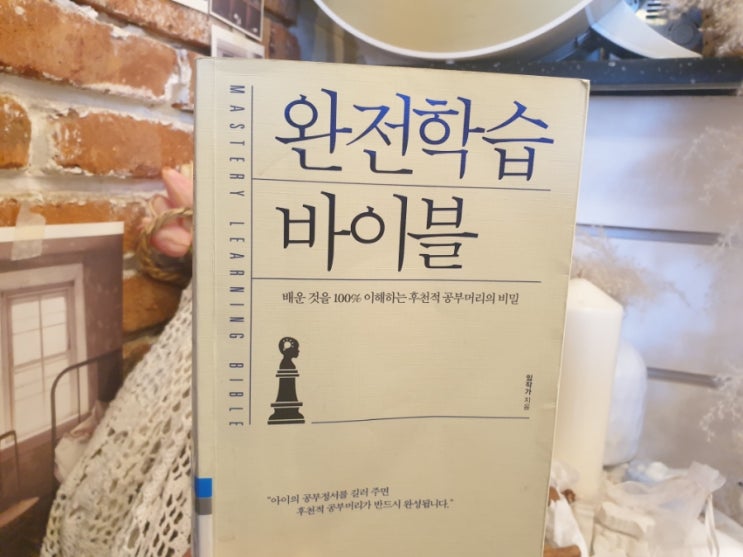 MASTERY LEARNING BIBLE
완전학습
바이블
배운 것을 100% 이해하는 후천적 공부머리의 비밀
임작가 지음
"아이의 공부정서를 길러 주면
후천적 공부머리가 반드시 완성됩니다."